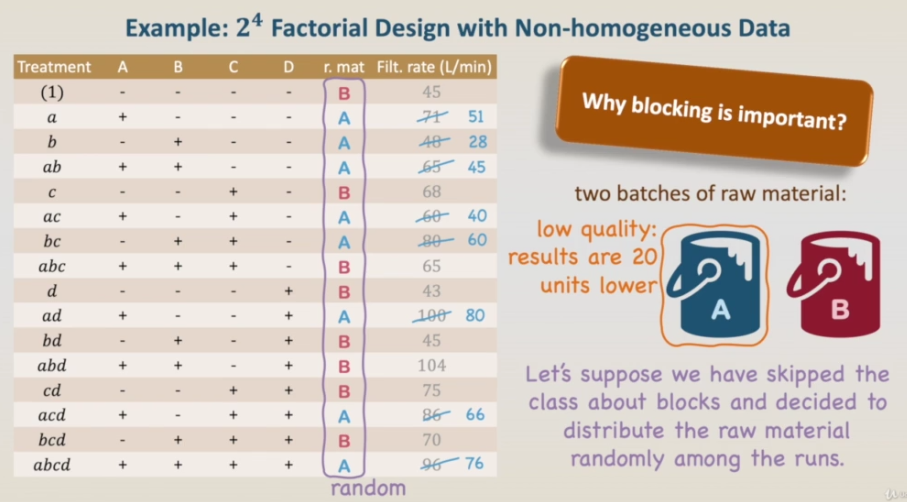 Example: 2⁴ Factorial Design with Non-homogeneous Data
Treatment A B C D r. mat Filt. rate (L/min)
(1) - - - - B 45
a + - - - A 71 51
b - + - - A 48 28
ab + + - - A 65 45
c - - + - B 68
ac + - + - A 60 40
bc - + + - A 80 60
abc + + + - B 65
d - - - + B 43
ad + - - + A 100 80
bd - + - + B 45
abd + + - + B 104
cd - - + + B 75
acd + - + + A 86 66
bcd - + + + B 70
abcd + + + + A 96 76
random
Why blocking is important?
two batches of raw material:
low quality:
results are 20
units lower
A
B
Let's suppose we have skipped the
class about blocks and decided to
distribute the raw material
randomly among the runs.